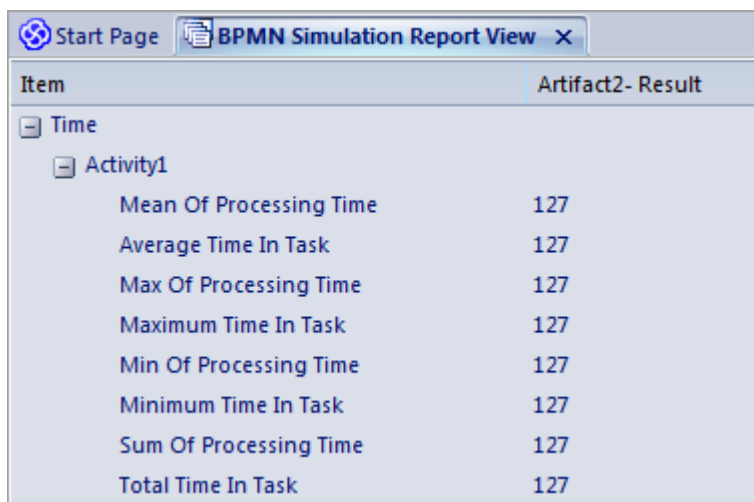 Start Page BPMN Simulation Report View X
Item Artifact2- Result
Time
Activity1
Mean Of Processing Time 127
Average Time In Task 127
Max Of Processing Time 127
Maximum Time In Task 127
Min Of Processing Time 127
Minimum Time In Task 127
Sum Of Processing Time 127
Total Time In Task 127